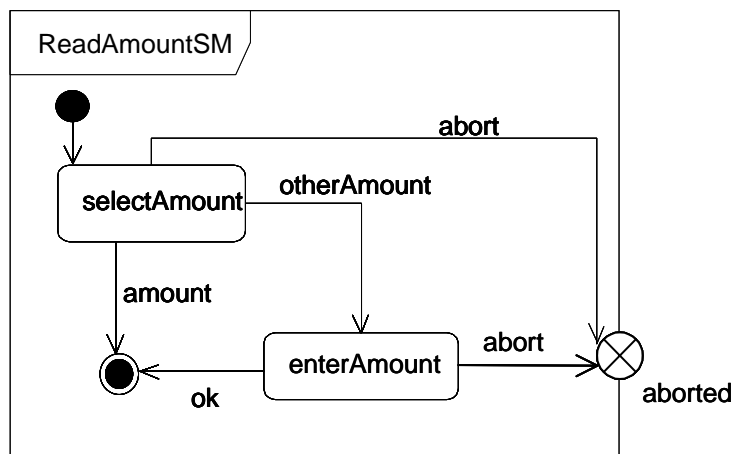 ReadAmountSM
abort
otherAmount
selectAmount
amount
abort
enterAmount
ok
aborted